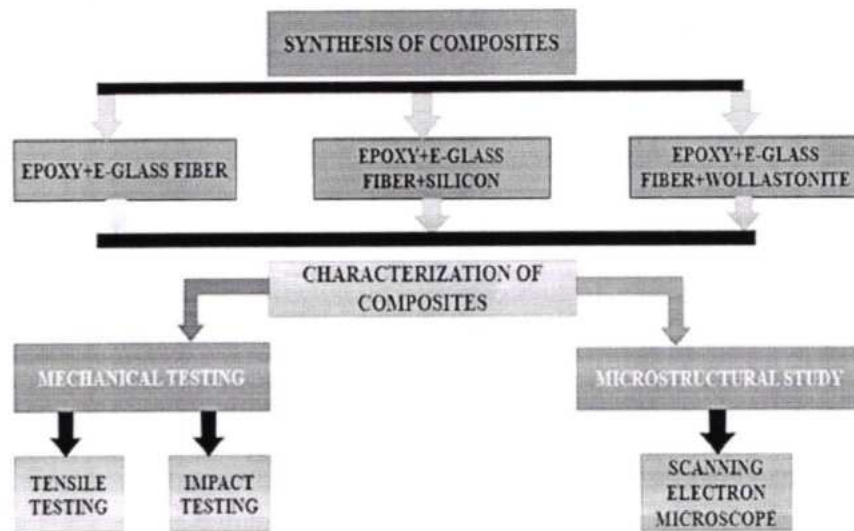 SYNTHESIS OF COMPOSITES
EPOXY+E-GLASS FIBER
EPOXY+E-GLASS
FIBER+SILICON
EPOXY+E-GLASS
FIBER+WOLLASTONITE
CHARACTERIZATION OF
COMPOSITES
MECHANICAL TESTING
MICROSTRUCTURAL STUDY
TENSILE
TESTING
IMPACT
TESTING
SCANNING
ELECTRON
MICROSCOPE